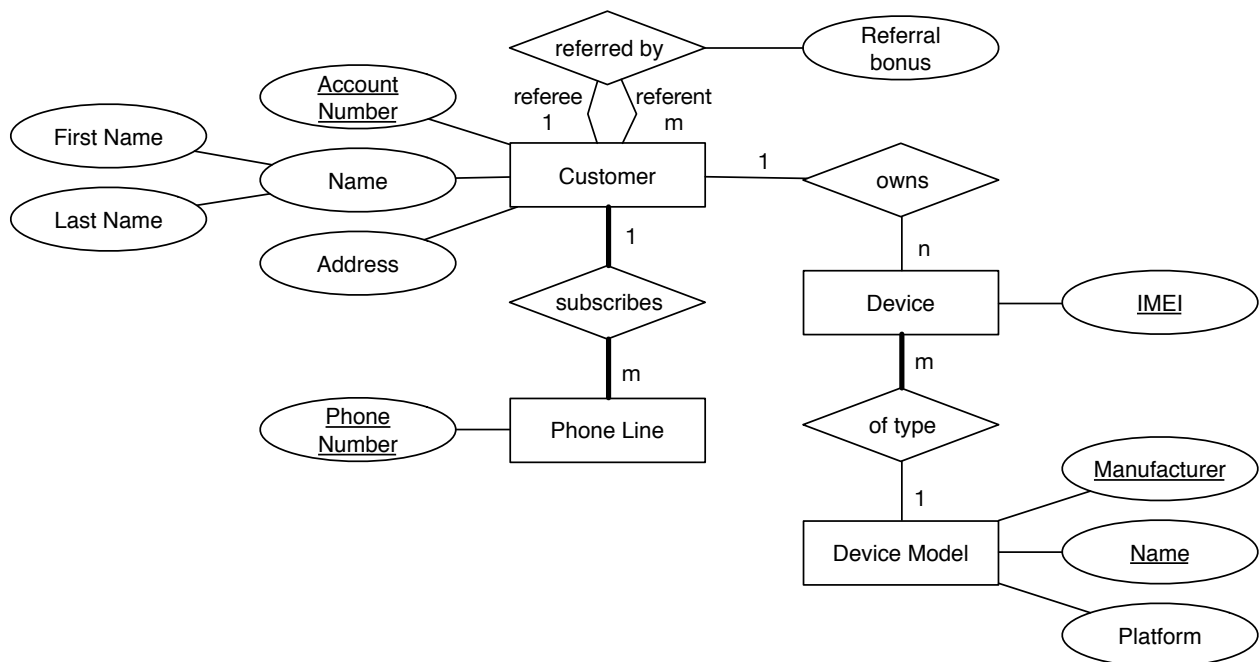 referred by
Referral
bonus
referee
1
referent
m
Account
Number
First Name
Name
Last Name
Address
Customer
1
owns
n
1
subscribes
m
Device
IMEI
m
Phone
Number
Phone Line
of type
1
Manufacturer
Device Model
Name
Platform